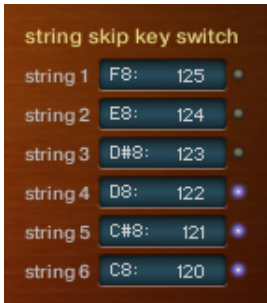 string skip key switch
string 1 F8: 125
string 2 E8: 124
string 3 D#8: 123
string 4 D8: 122
string 5 C#8: 121
string 6 C8: 120